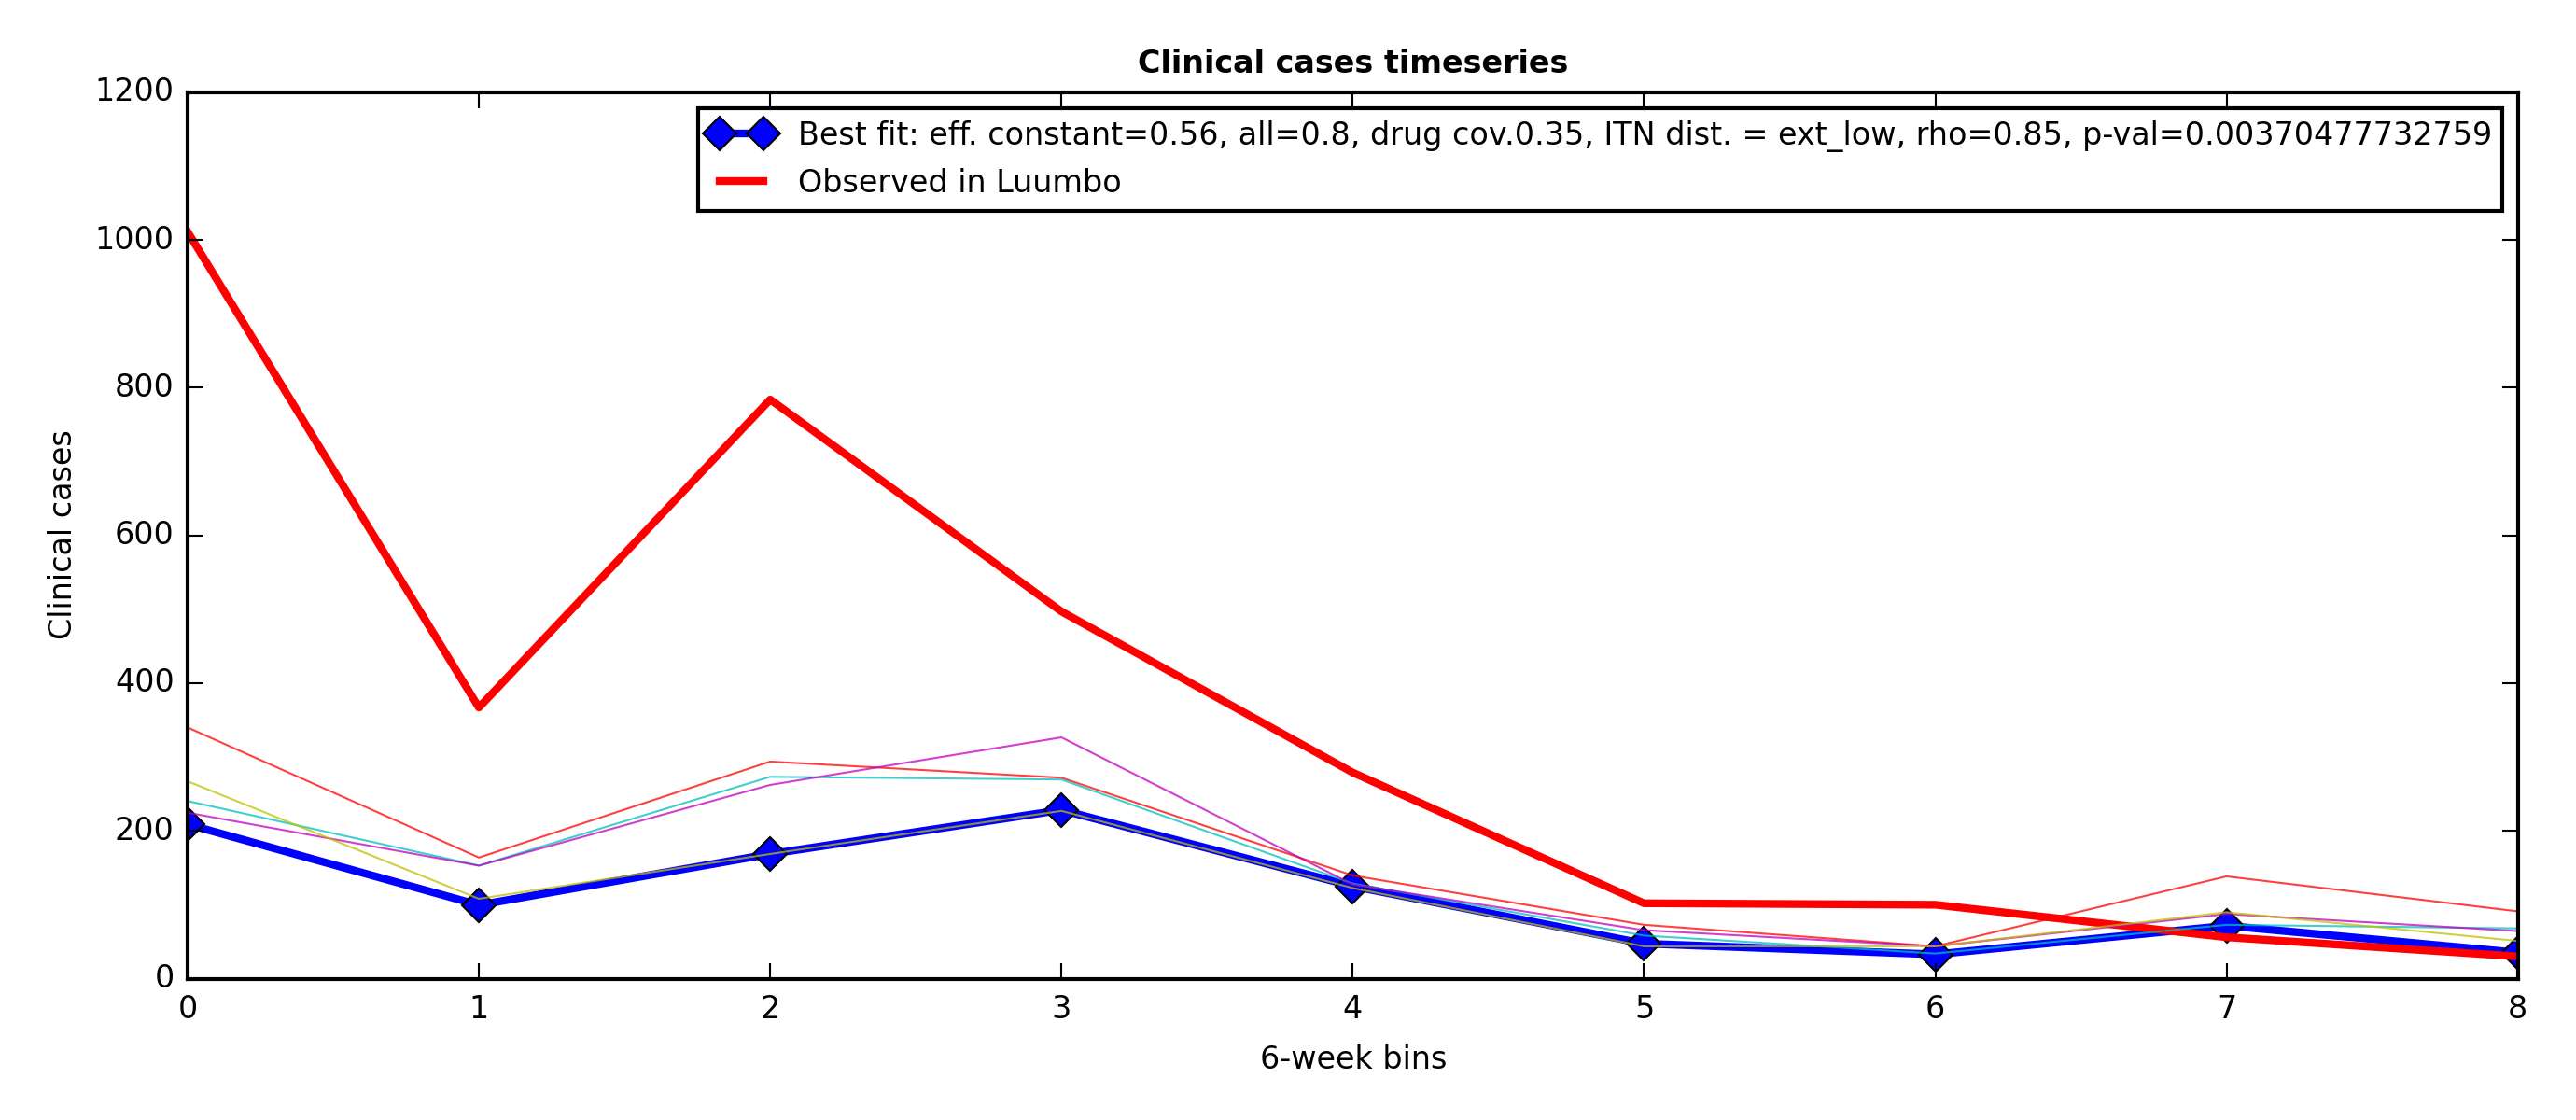 Clinical cases timeseries
1200
1000
800
600
400
200
0
Clinical cases
Best fit: eff. constant=0.56, all=0.8, drug cov.0.35, ITN dist. = ext_low, rho=0.85, p-val=0.00370477732759
Observed in Luumbo
0 1 2 3 4 5 6 7 8
6-week bins